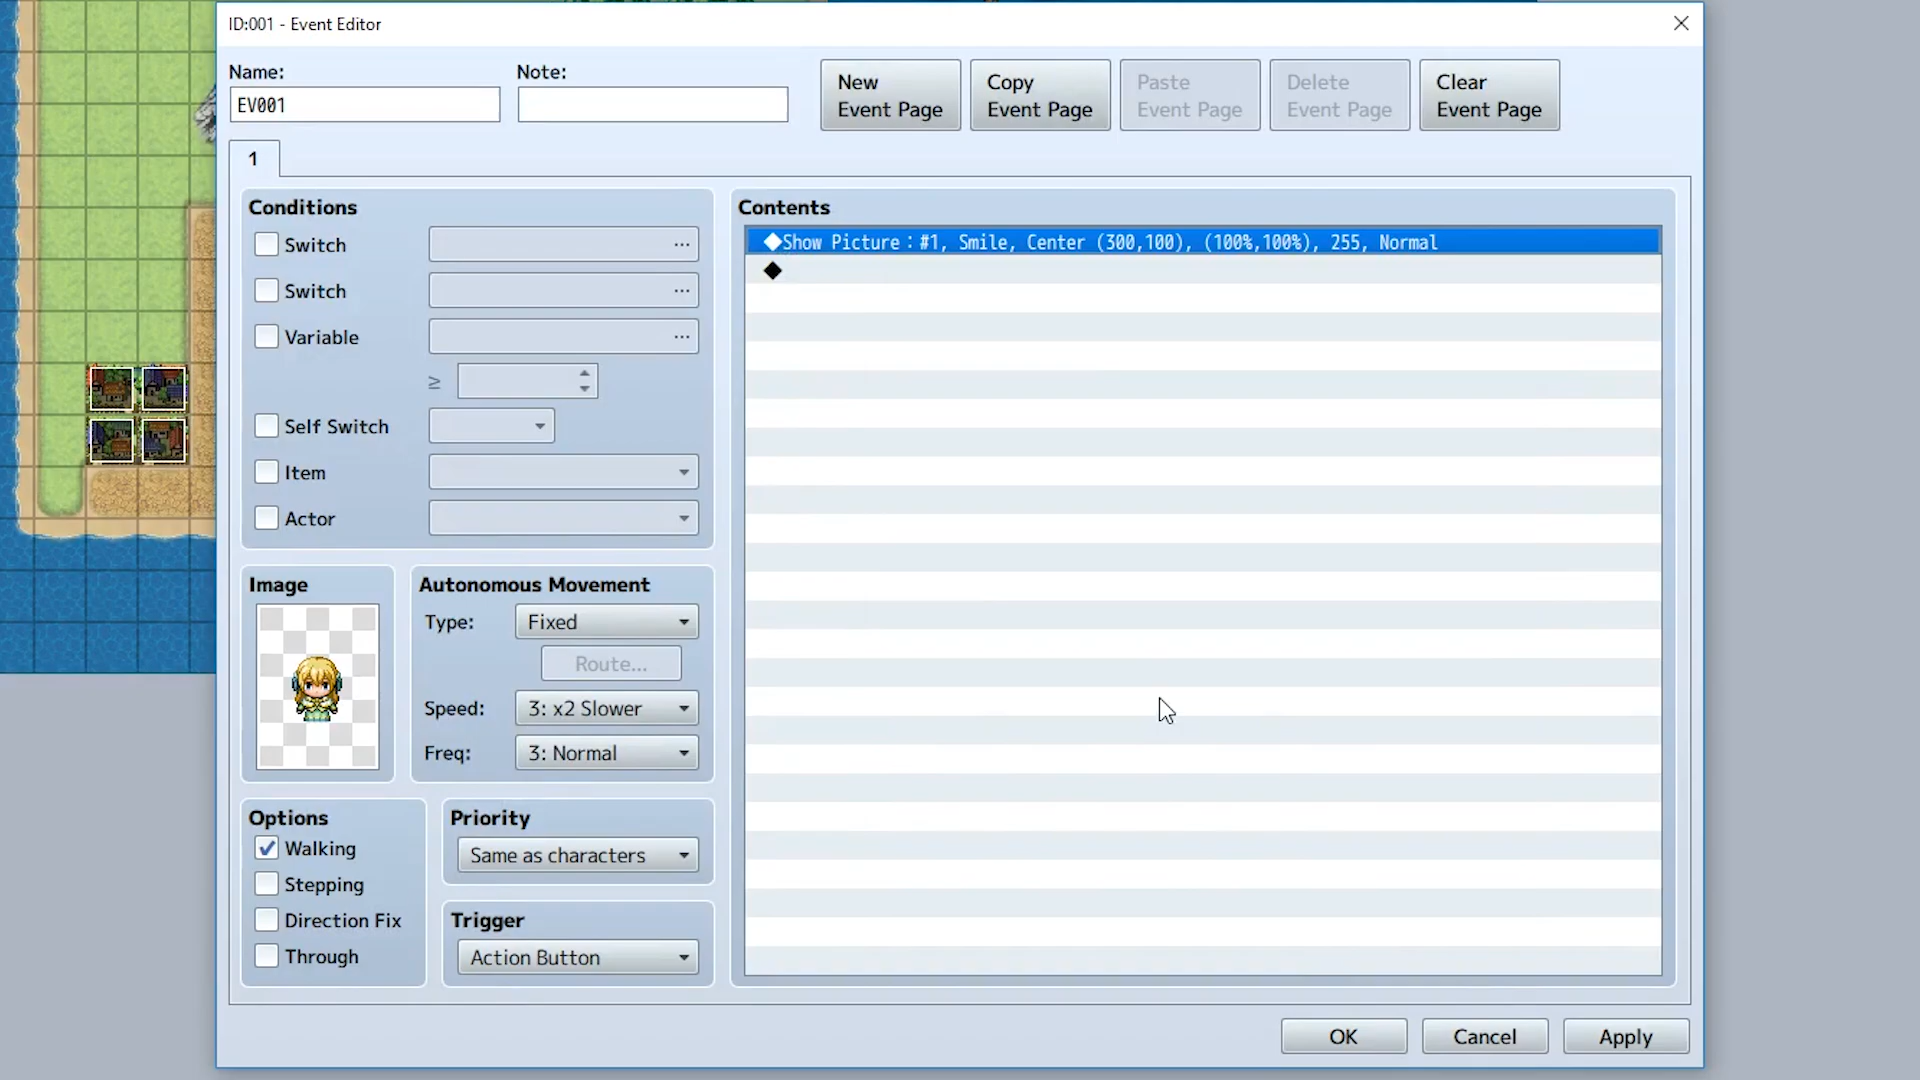 ID:001 - Event Editor
Name:
Note:
EV001
New
Event Page
Copy
Event Page
Paste
Event Page
Delete
Event Page
Clear
Event Page
1
Conditions
Switch
...
Switch
...
Variable
...
≥
Self Switch
Item
Actor
Contents
◆Show Picture：#1, Smile, Center (300,100), (100%,100%), 255, Normal
◆
Image
Autonomous Movement
Type:
Fixed
Route...
Speed:
3: x2 Slower
Freq:
3: Normal
Options
Walking
Stepping
Direction Fix
Through
Priority
Same as characters
Trigger
Action Button
OK
Cancel
Apply